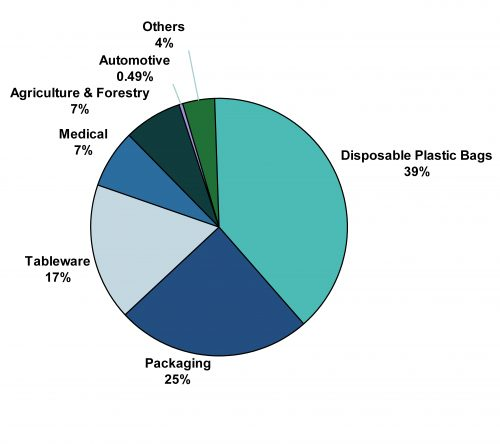 Others
4%
Automotive
0.49%
Agriculture & Forestry
7%
Medical
7%
Disposable Plastic Bags
39%
Tableware
17%
Packaging
25%